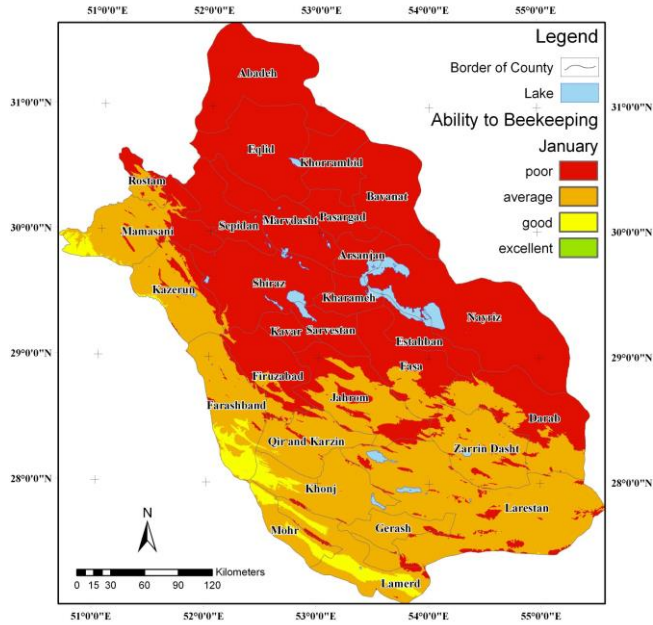 51°0'0"E 52°0'0"E 53°0'0"E 54°0'0"E 55°0'0"E
Legend
Border of County
Lake
Ability to Beekeeping
January
poor
average
good
excellent
31°0'0"N
30°0'0"N
29°0'0"N
28°0'0"N
31°0'0"N
30°0'0"N
29°0'0"N
28°0'0"N
Abadeh
Eqlid
Khorrambid
Bavanat
Rostam
Mamasani
Sepidan
Marvdasht
Pasargad
Arsanjan
Kazerun
Shiraz
Kharameh
Nayriz
Kovar
Sarvestan
Estahban
Fasa
Firuzabad
Jahrom
Farashband
Darab
Qir and Karzin
Zarrin Dasht
Khonj
Larestan
Mohr
Gerash
Lamerd
N
Kilometers
0 15 30 60 90 120
51°0'0"E 52°0'0"E 53°0'0"E 54°0'0"E 55°0'0"E